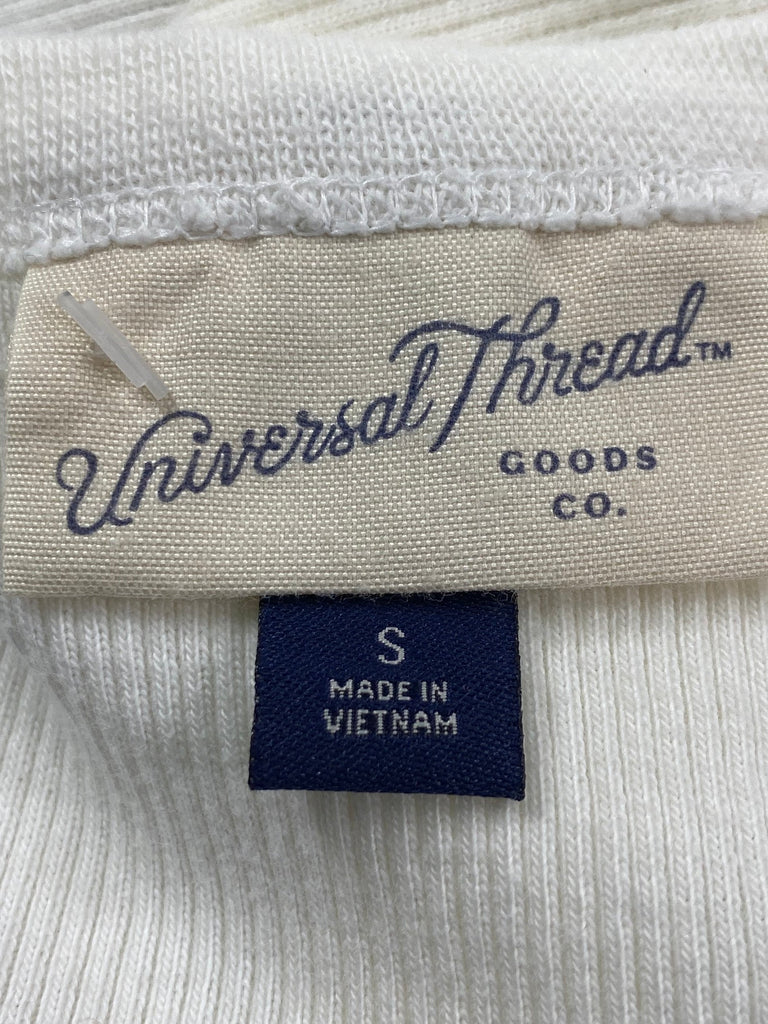 Universal Thread™
GOODS
CO.
S
MADE IN
VIETNAM